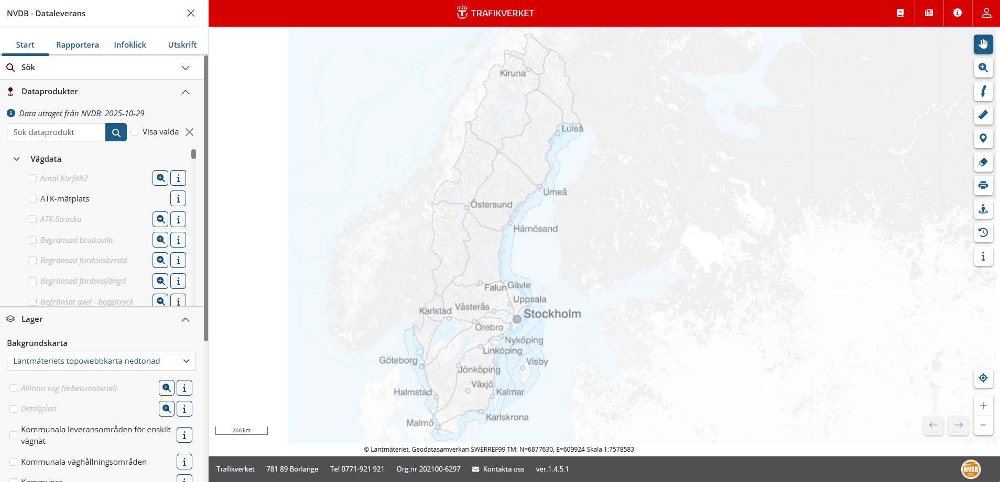 NVDB - Dataleverans
TRAFIKVERKET
Start
Rapportera
Infoklick
Utskrift
Sök
Dataprodukter
Data uttaget från NVDB: 2025-10-29
Sök dataprodukt
Visa valda
Vägdata
Antal Körfält2
ATK-mätplats
ATK-Sträcka
Begränsad bruttovikt
Begränsad fordonsbredd
Begränsad fordonslängd
Begränsat axel - boggitryck
Lager
Bakgrundskarta
Lantmäteriets topowebbkarta nedtonad
Allmän väg (arbetsmaterial)
Detaljplan
Kommunala leveransområden för enskilt
vägnät
Kommunala väghållningsområden
Kommuner
Kiruna
Luleå
Umeå
Östersund
Härnösand
Falun
Gävle
Uppsala
Västerås
Karlstad
Stockholm
Örebro
Nyköping
Linköping
Göteborg
Visby
Jönköping
Växjö
Halmstad
Kalmar
Karlskrona
Malmö
200 km
© Lantmäteriet, Geodatasamverkan SWERREF99 TM: N=6877630, E=609924 Skala 1:7578583
Trafikverket
781 89 Borlänge
Tel 0771-921 921
Org.nr 202100-6297
Kontakta oss
ver.1.4.5.1
NVDB